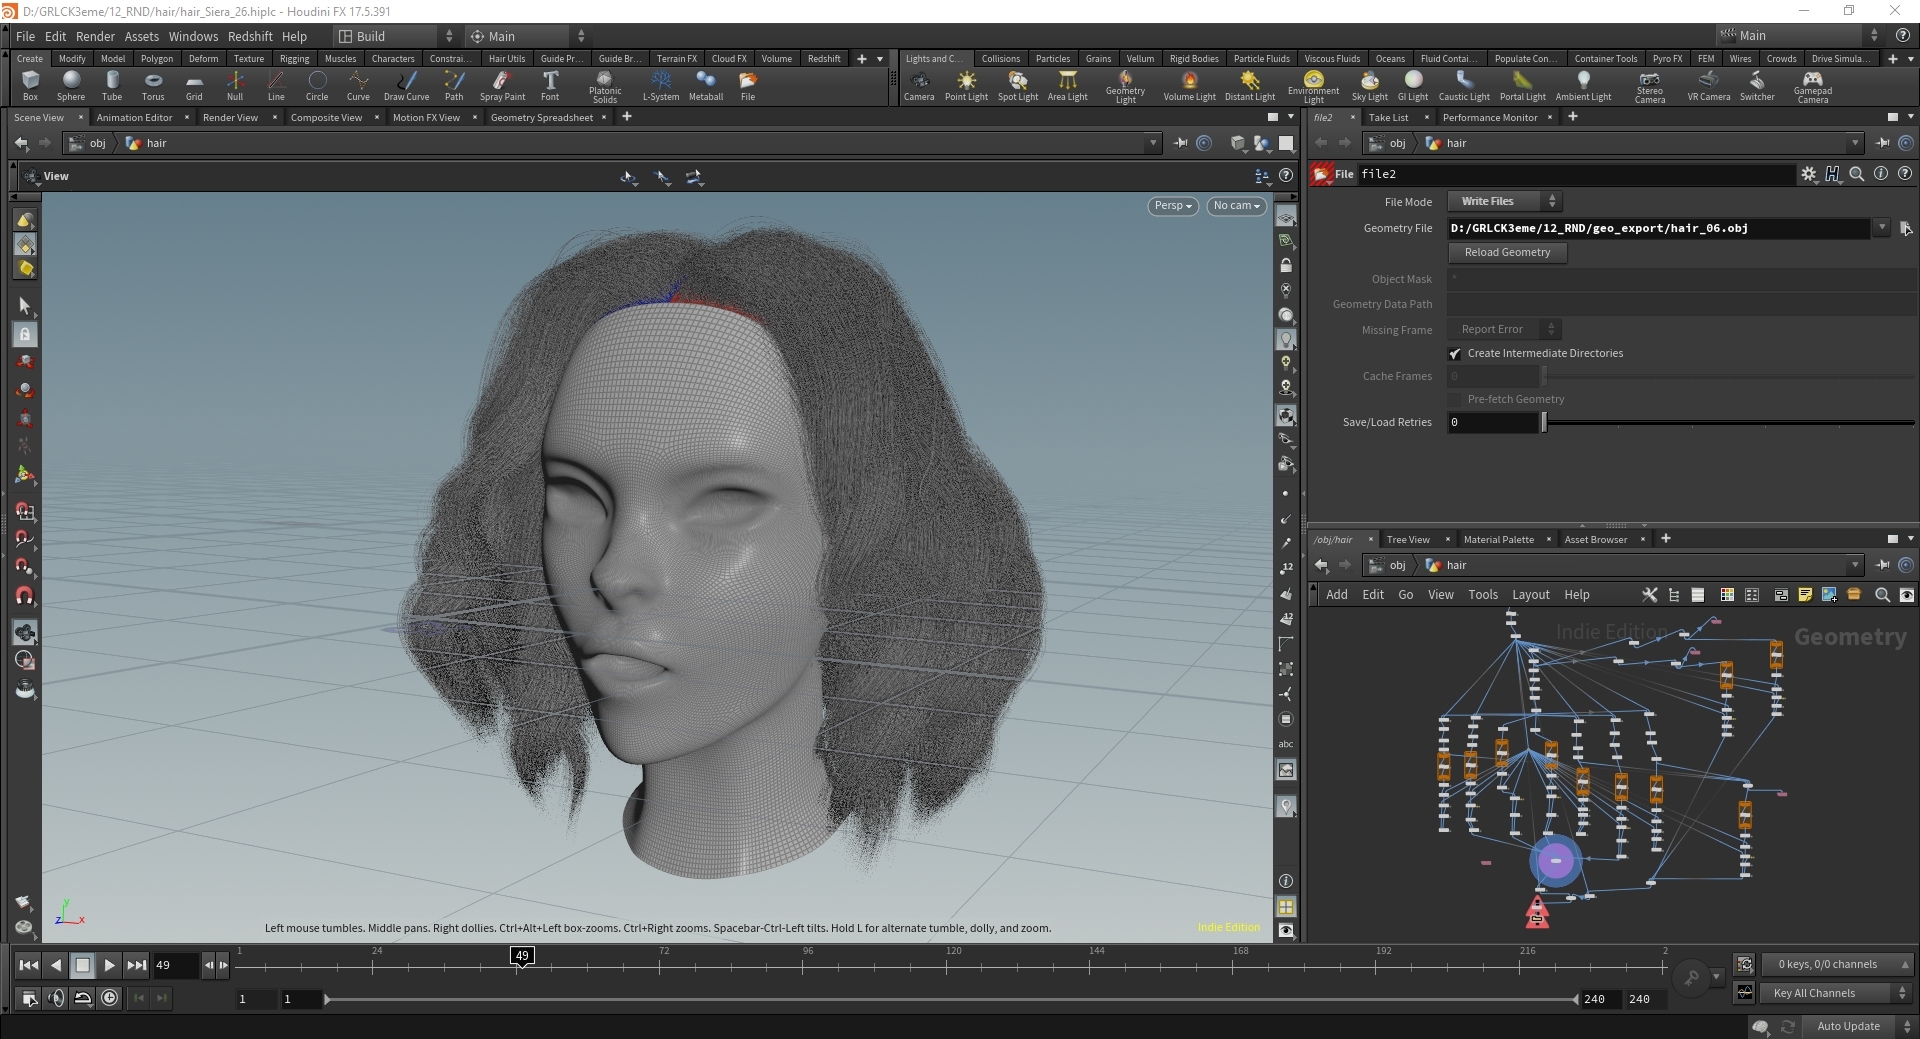 D:/GRLCK3eme/12_RND/hair/hair_Siera_26.hiplc - Houdini FX 17.5.391
File Edit Render Assets Windows Redshift Help Build Main Main
Create Modify Model Polygon Deform Texture Rigging Muscles Characters Constrai... Hair Utils Guide Pr... Guide Br... Terrain FX Cloud FX Volume Redshift
Box Sphere Tube Torus Grid Null Line Circle Curve Draw Curve Path Spray Paint Font Platonic Solids L-System Metaball File
Lights and C... Collisions Particles Grains Vellum Rigid Bodies Particle Fluids Viscous Fluids Oceans Fluid Contai... Populate Con... Container Tools Pyro FX FEM Wires Crowds Drive Simula...
Camera Point Light Spot Light Area Light Geometry Light Volume Light Distant Light Environment Light Sky Light GI Light Caustic Light Portal Light Ambient Light Stereo Camera VR Camera Switcher Gamepad Camera
Scene View Animation Editor Render View Composite View Motion FX View Geometry Spreadsheet
obj hair
View
Persp No cam
Left mouse tumbles. Middle pans. Right dollies. Ctrl+Alt+Left box-zooms. Ctrl+Right zooms. Spacebar-Ctrl-Left tilts. Hold L for alternate tumble, dolly, and zoom.
Indie Edition
z y x
12
12
abc
file2 Take List Performance Monitor
obj hair
File file2
File Mode Write Files
Geometry File D:/GRLCK3eme/12_RND/geo_export/hair_06.obj
Reload Geometry
Object Mask *
Geometry Data Path
Missing Frame Report Error
Create Intermediate Directories
Cache Frames 0
Pre-fetch Geometry
Save/Load Retries 0
/obj/hair Tree View Material Palette Asset Browser
obj hair
Add Edit Go View Tools Layout Help
Indie Edition Geometry
49 1 24 49 72 96 120 144 168 192 216 2
0 keys, 0/0 channels
1 1 240 240
Key All Channels
Auto Update